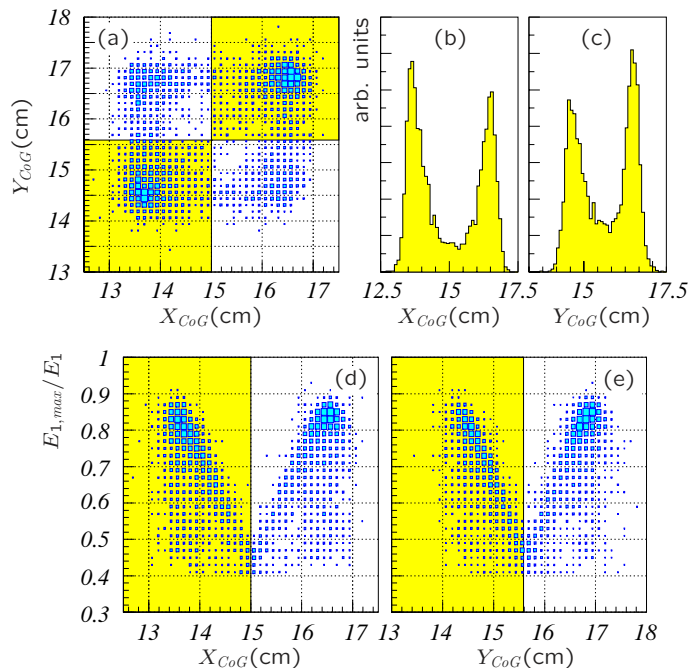 18
17
16
15
14
13
Y_CoG(cm)
(a)
13 14 15 16 17
X_CoG(cm)
arb. units
(b)
12.5 15 17.5
X_CoG(cm)
(c)
15 17.5
Y_CoG(cm)
E_1,max/E_1
1
0.9
0.8
0.7
0.6
0.5
0.4
0.3
(d)
13 14 15 16 17
X_CoG(cm)
(e)
13 14 15 16 17 18
Y_CoG(cm)